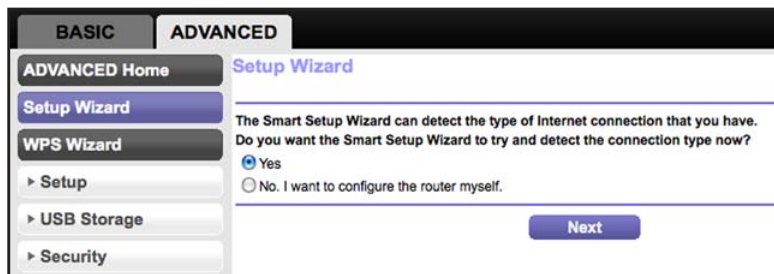 BASIC
ADVANCED
ADVANCED Home
Setup Wizard
WPS Wizard
Setup
USB Storage
Security
Setup Wizard
The Smart Setup Wizard can detect the type of Internet connection that you have.
Do you want the Smart Setup Wizard to try and detect the connection type now?
Yes
No. I want to configure the router myself.
Next